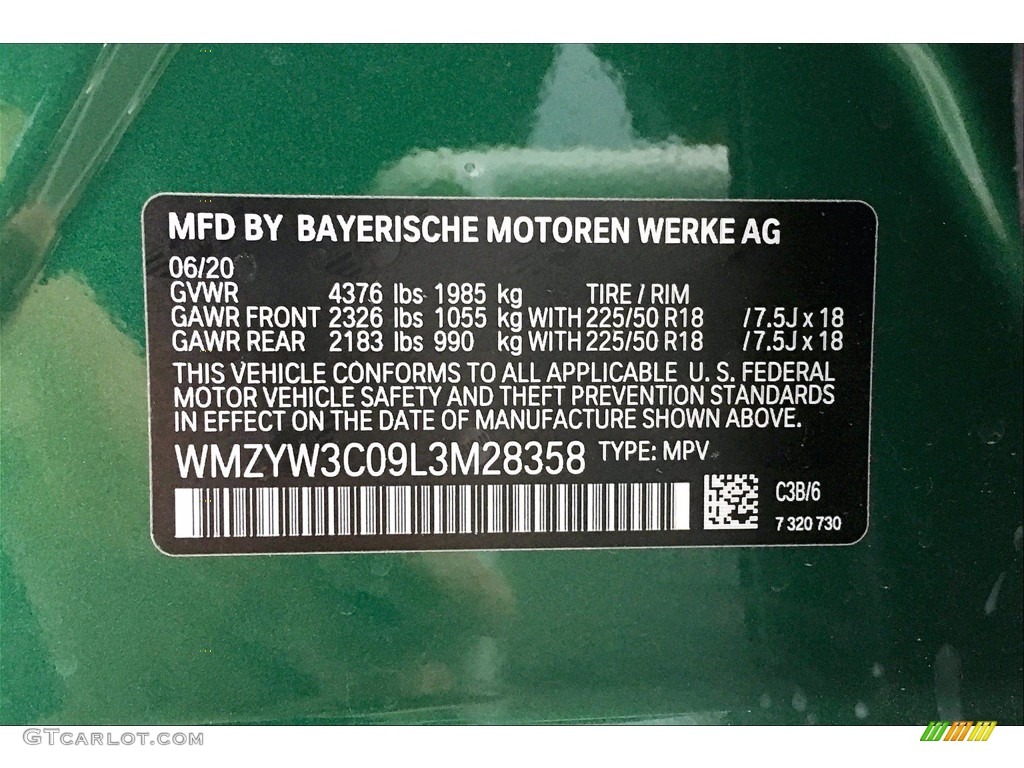 MFD BY BAYERISCHE MOTOREN WERKE AG
06/20
GVWR 4376 lbs 1985 kg TIRE / RIM
GAWR FRONT 2326 lbs 1055 kg WITH 225/50 R18 / 7.5J x 18
GAWR REAR 2183 lbs 990 kg WITH 225/50 R18 / 7.5J x 18
THIS VEHICLE CONFORMS TO ALL APPLICABLE U. S. FEDERAL
MOTOR VEHICLE SAFETY AND THEFT PREVENTION STANDARDS
IN EFFECT ON THE DATE OF MANUFACTURE SHOWN ABOVE.
WMZYW3C09L3M28358 TYPE: MPV
C3B/6
7 320 730
GTcarlot.com